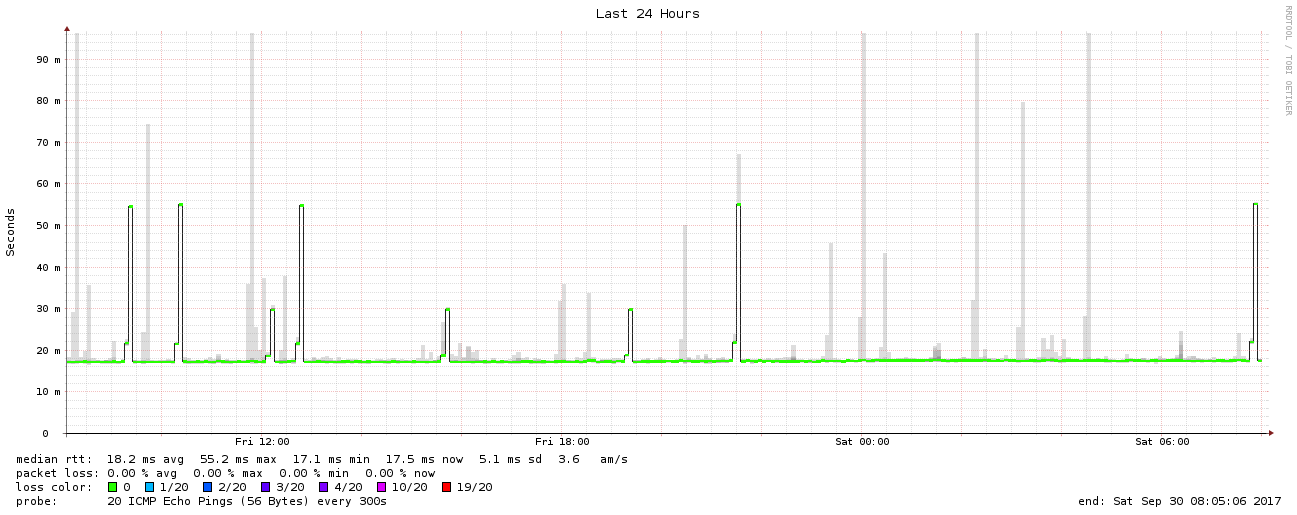 Last 24 Hours
RRDTOOL / TOBI OETIKER
Seconds
90 m
80 m
70 m
60 m
50 m
40 m
30 m
20 m
10 m
0
Fri 12:00 Fri 18:00 Sat 00:00 Sat 06:00
median rtt: 18.2 ms avg 55.2 ms max 17.1 ms min 17.5 ms now 5.1 ms sd 3.6 am/s
packet loss: 0.00 % avg 0.00 % max 0.00 % min 0.00 % now
loss color: 0 1/20 2/20 3/20 4/20 10/20 19/20
probe: 20 ICMP Echo Pings (56 Bytes) every 300s end: Sat Sep 30 08:05:06 2017